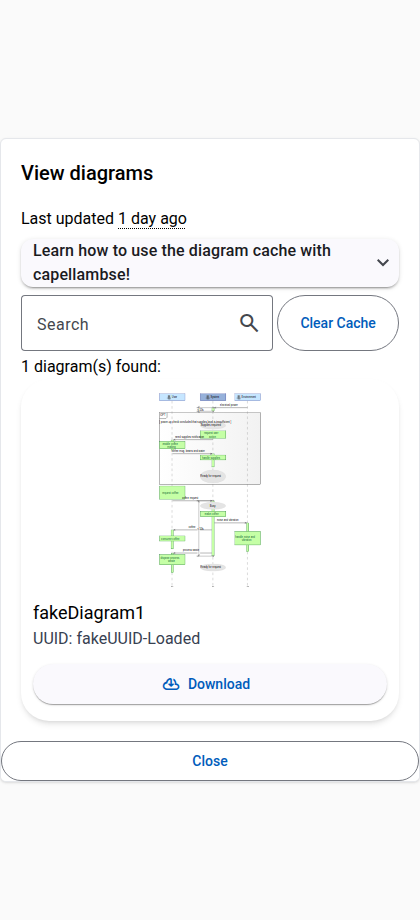 View diagrams
Last updated 1 day ago
Learn how to use the diagram cache with
capellambse!
Search
Clear Cache
1 diagram(s) found:
fakeDiagram1
UUID: fakeUUID-Loaded
Download
Close